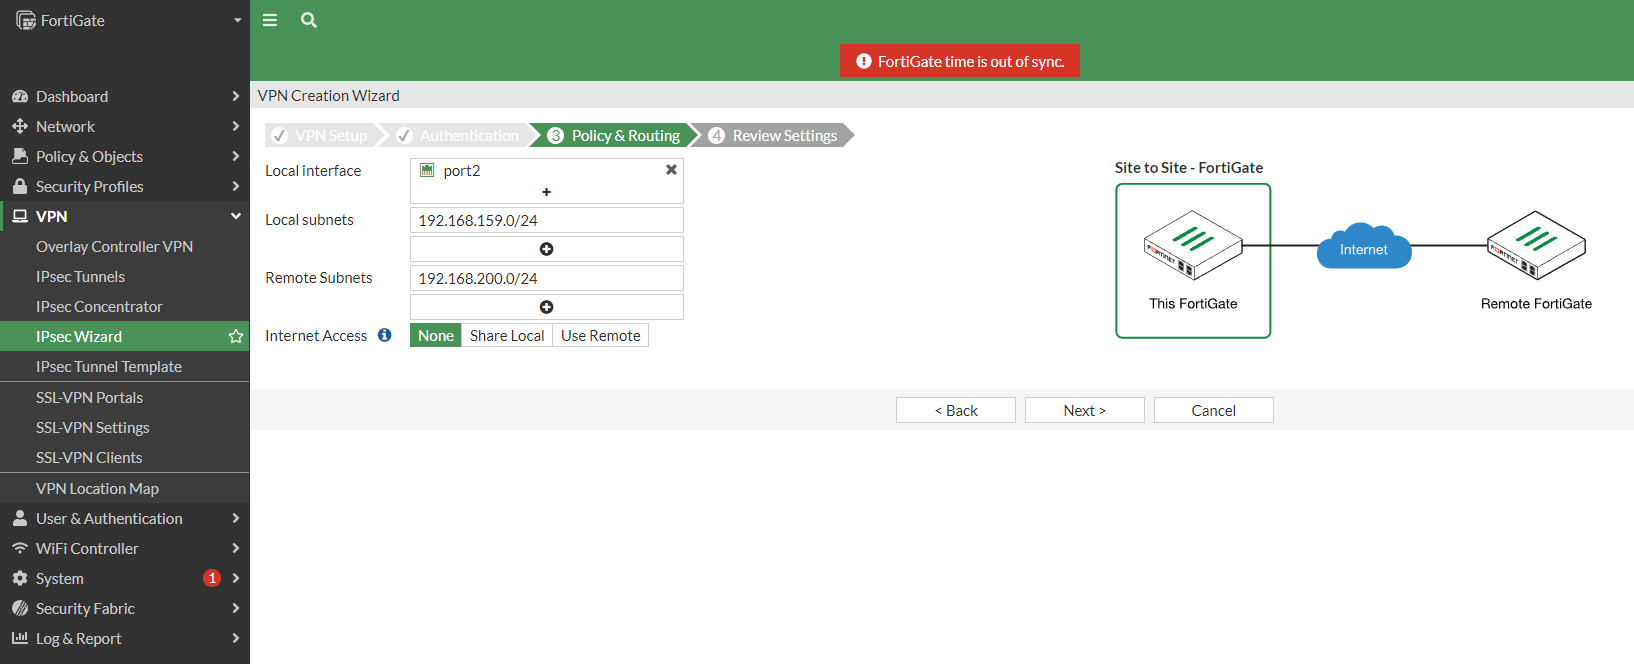 FortiGate
FortiGate time is out of sync.
Dashboard
Network
Policy & Objects
Security Profiles
VPN
Overlay Controller VPN
IPsec Tunnels
IPsec Concentrator
IPsec Wizard
IPsec Tunnel Template
SSL-VPN Portals
SSL-VPN Settings
SSL-VPN Clients
VPN Location Map
User & Authentication
WiFi Controller
System 1
Security Fabric
Log & Report
VPN Creation Wizard
VPN Setup Authentication 3 Policy & Routing 4 Review Settings
Local interface port2
Local subnets 192.168.159.0/24
Remote Subnets 192.168.200.0/24
Internet Access None Share Local Use Remote
Site to Site - FortiGate
FORTINET Internet FORTINET
This FortiGate Remote FortiGate
< Back Next > Cancel